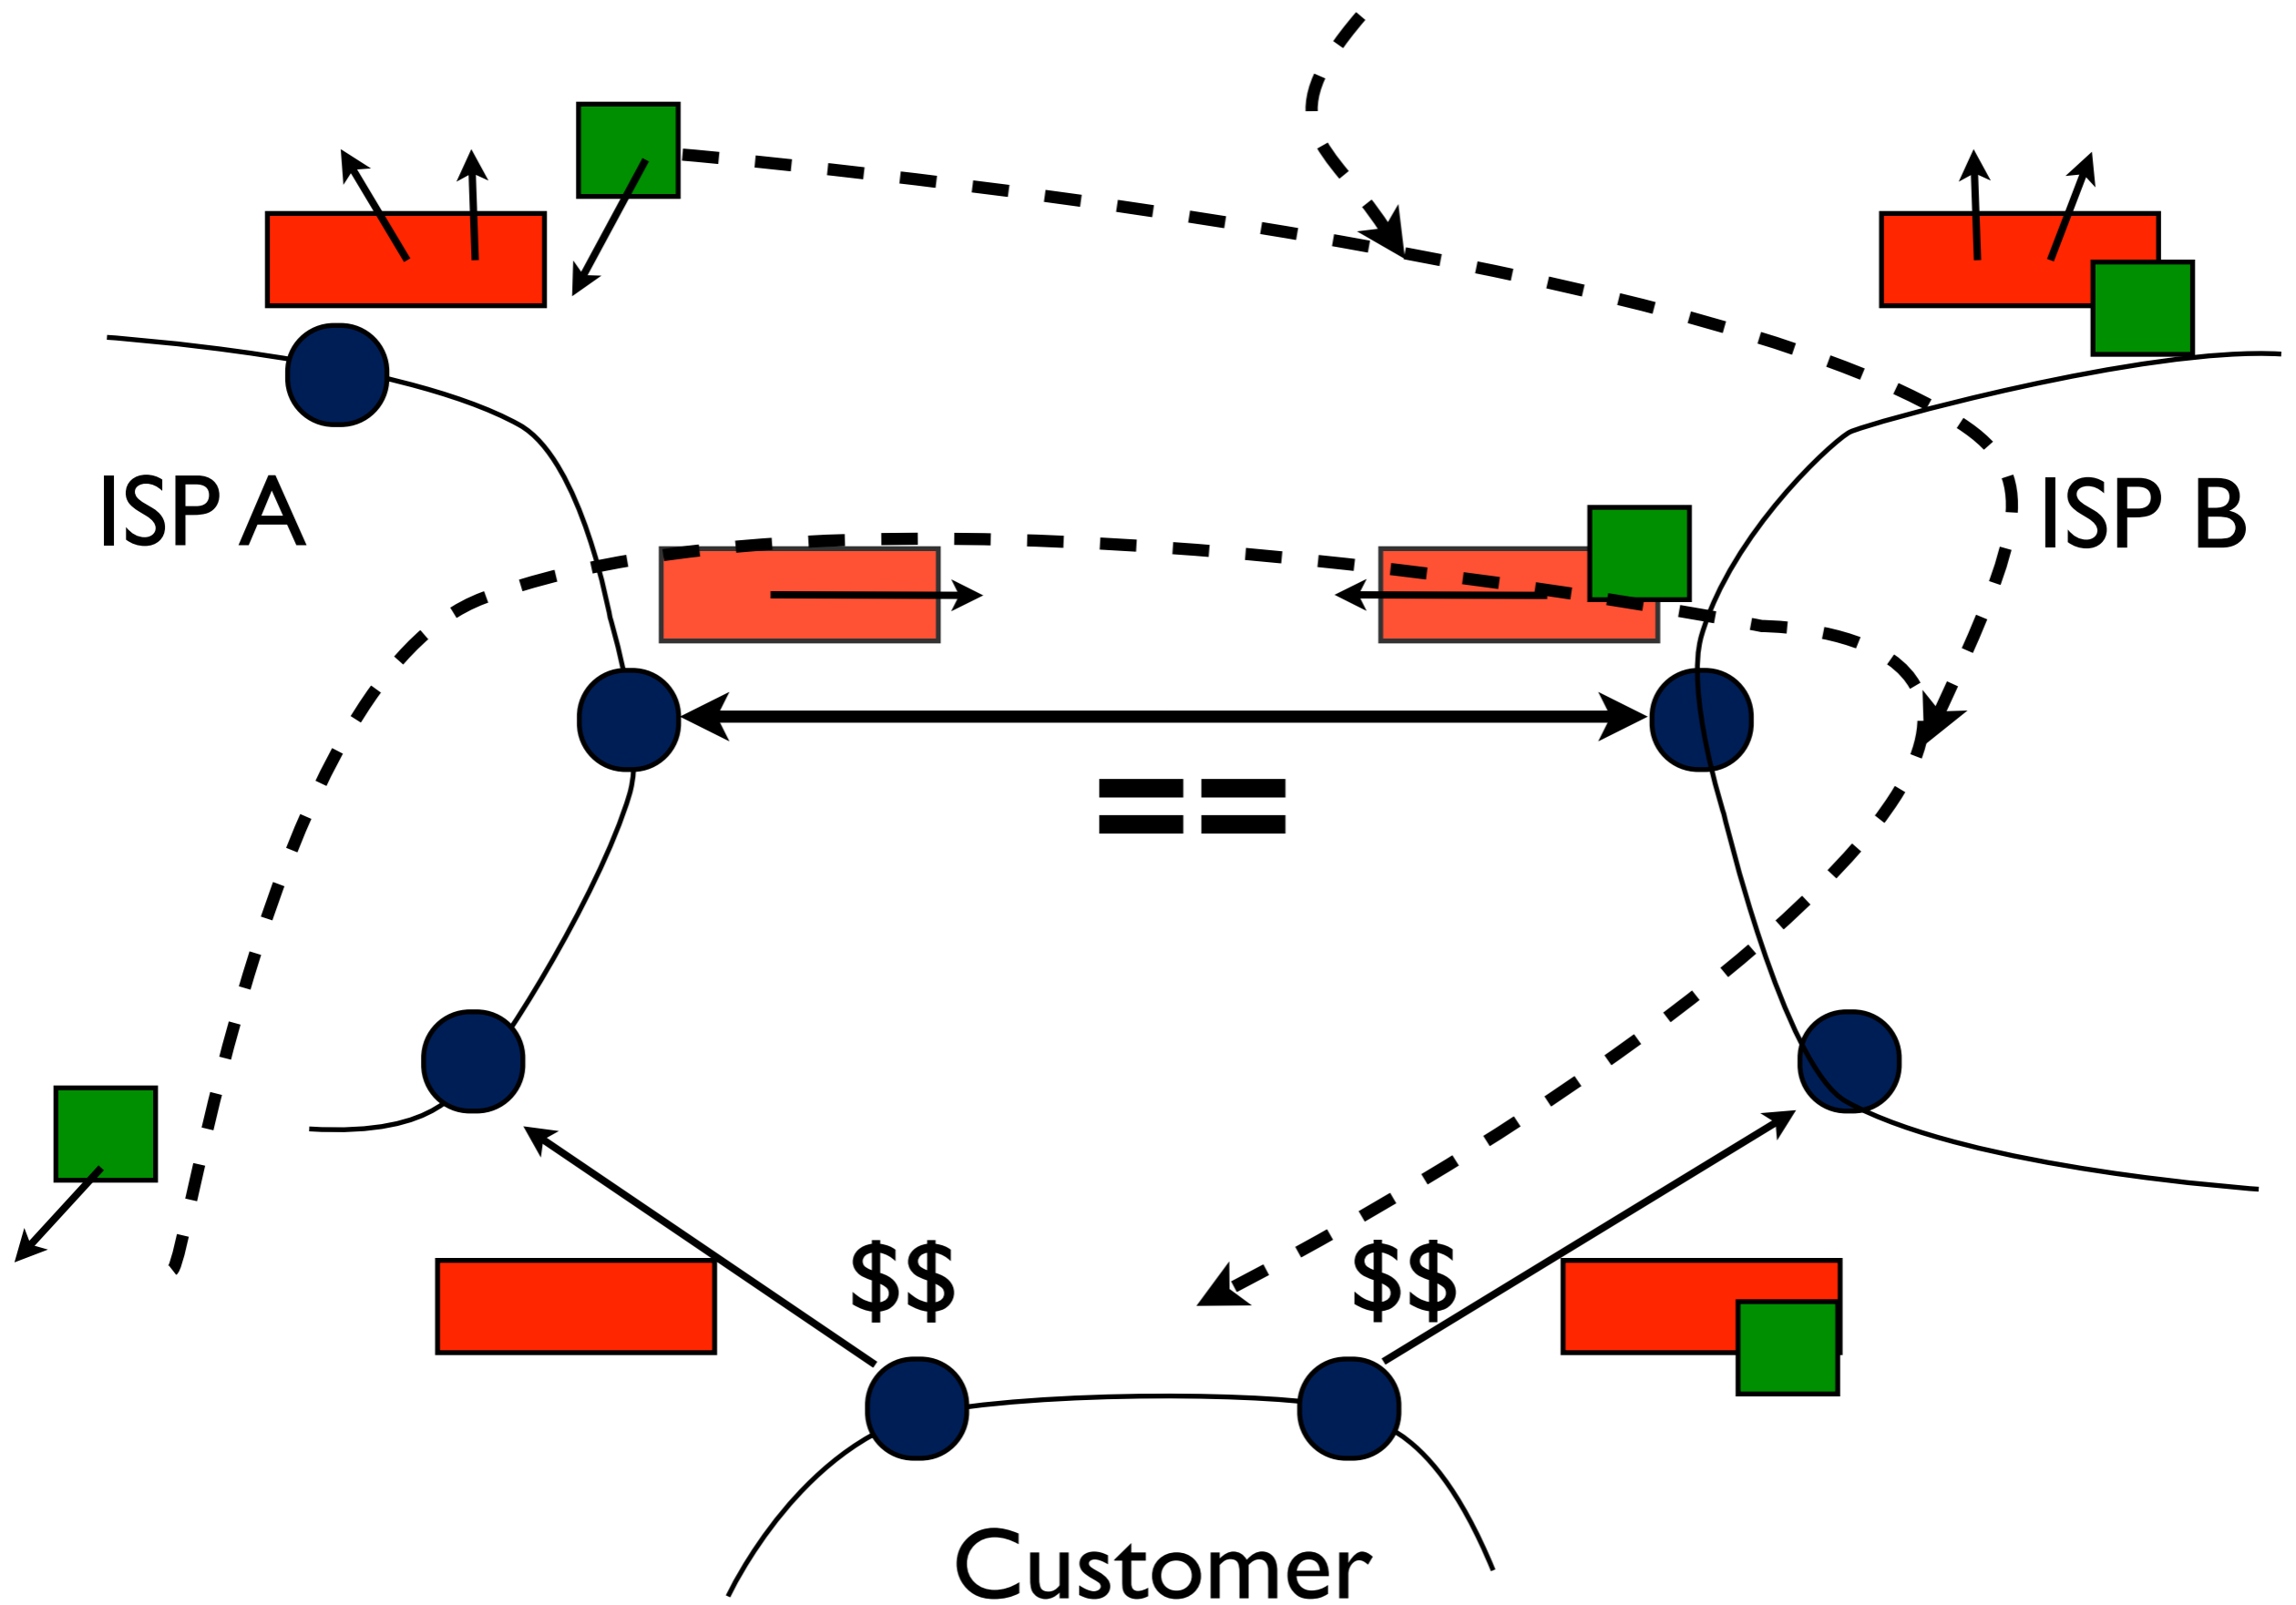 ISP A
ISP B
==
$$
$$
Customer